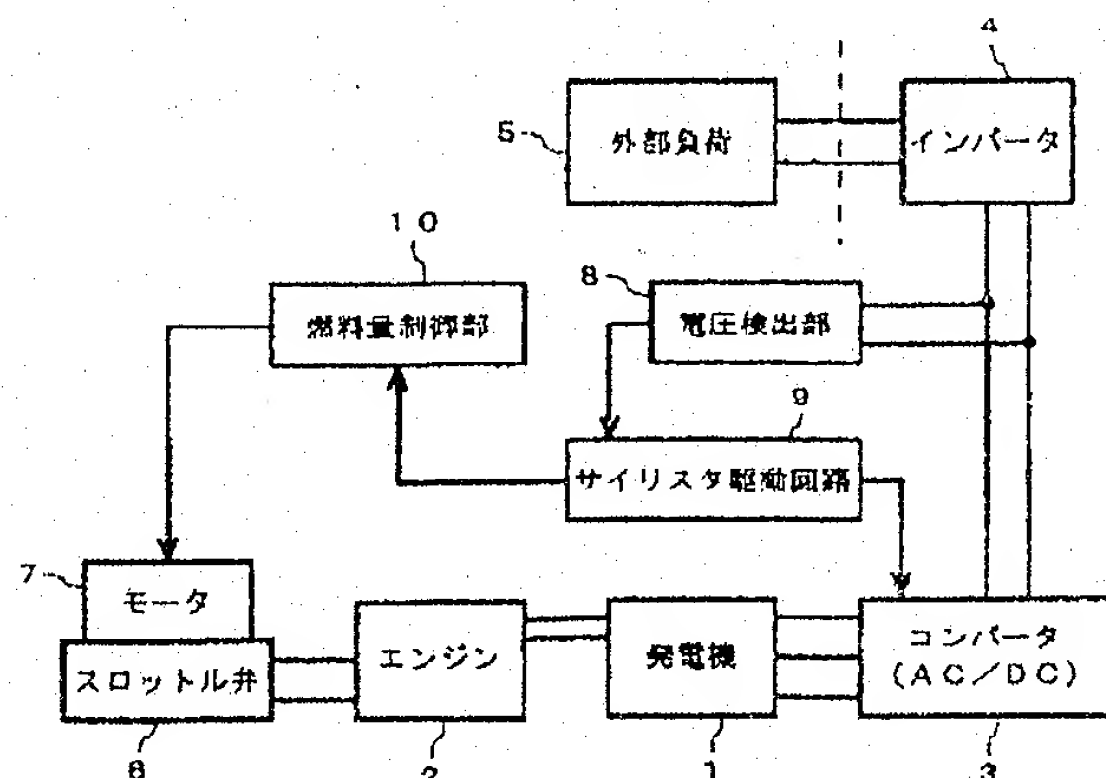 4
5
外部負荷
インバータ
10
8
燃料量制御部
電圧検出部
9
サイリスタ駆動回路
7
モータ
スロットル弁
エンジン
発電機
コンバータ
(AC/DC)
6
2
1
3